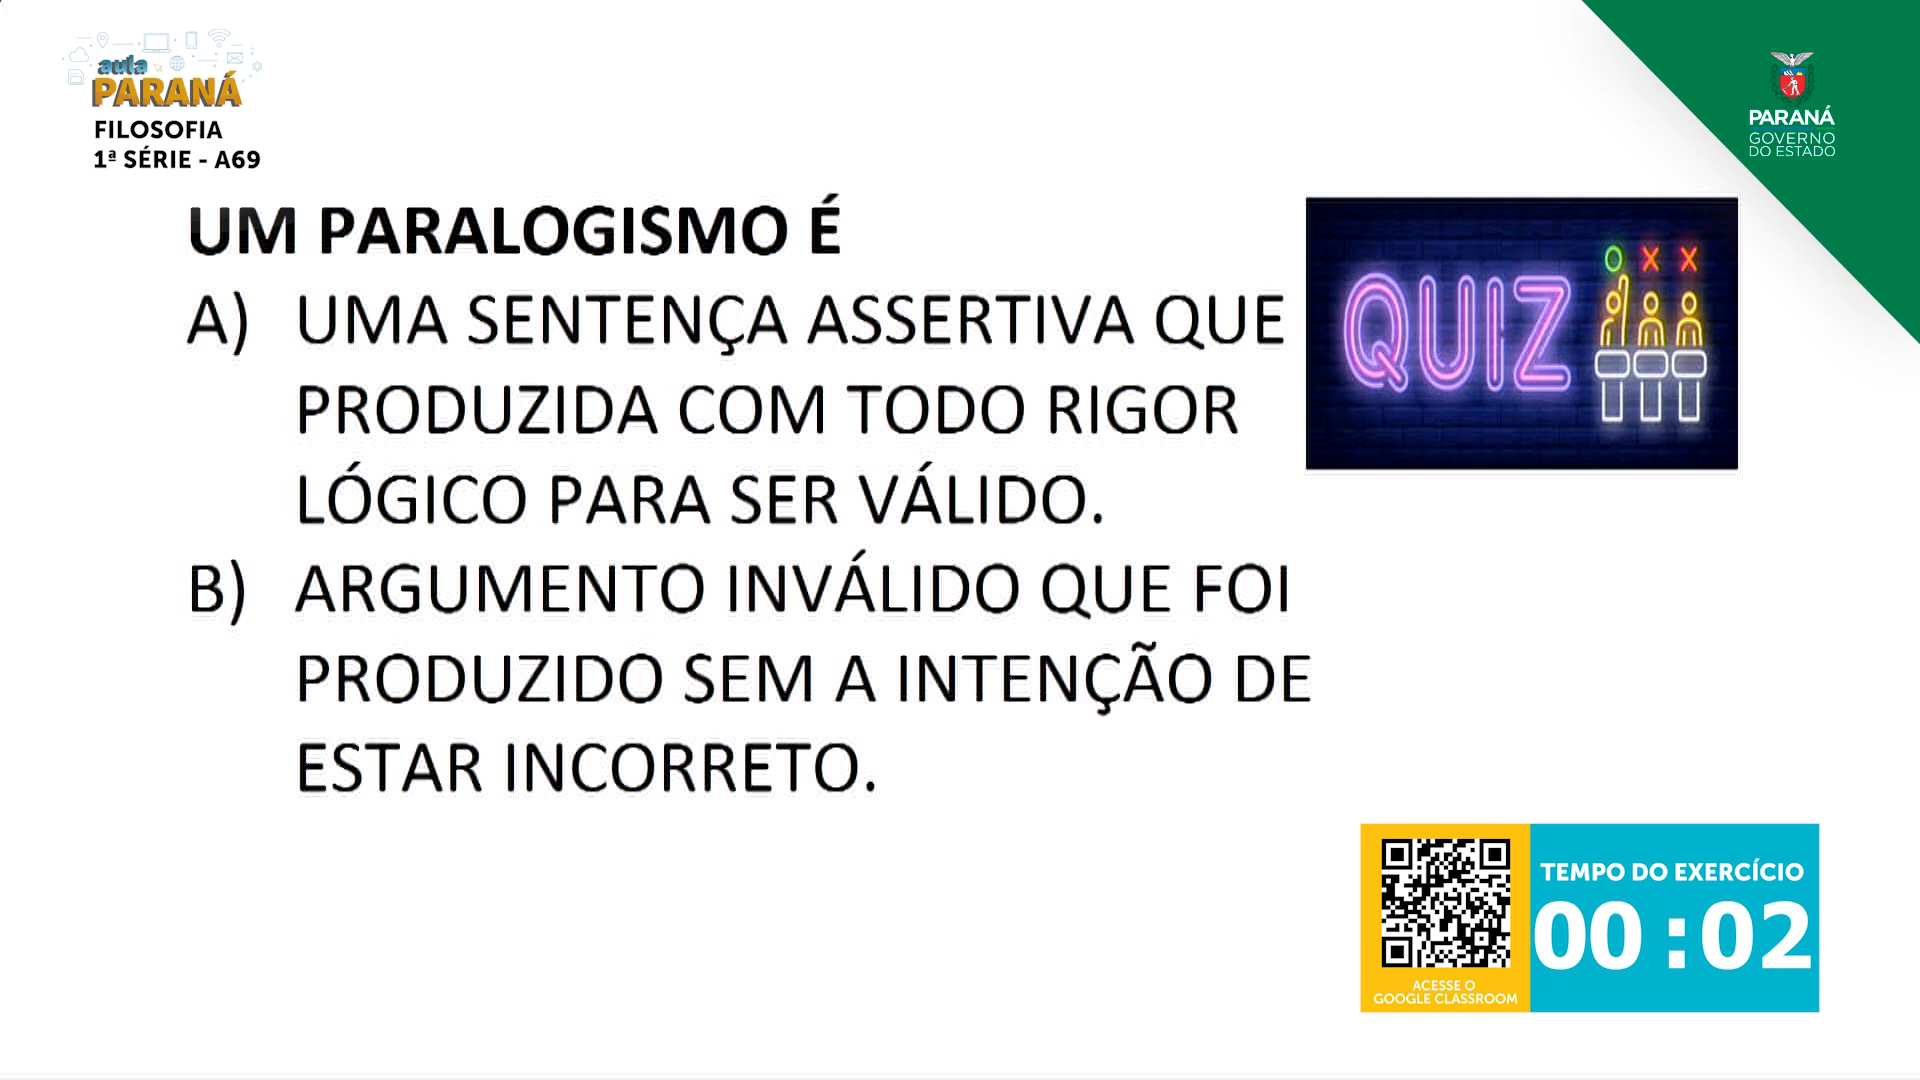 aula
PARANÁ
FILOSOFIA
1ª SÉRIE - A69
PARANÁ
GOVERNO
DO ESTADO
UM PARALOGISMO É
A) UMA SENTENÇA ASSERTIVA QUE
PRODUZIDA COM TODO RIGOR
LÓGICO PARA SER VÁLIDO.
B) ARGUMENTO INVÁLIDO QUE FOI
PRODUZIDO SEM A INTENÇÃO DE
ESTAR INCORRETO.
QUIZ
TEMPO DO EXERCÍCIO
00:02
ACESSE O
GOOGLE CLASSROOM